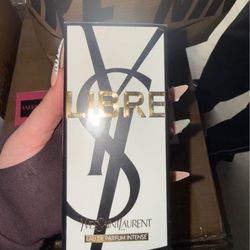 LIBRE
YSL
YVES SAINT LAURENT
EAU DE PARFUM INTENSE